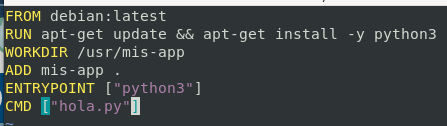 FROM debian:latest
RUN apt-get update && apt-get install -y python3
WORKDIR /usr/mis-app
ADD mis-app .
ENTRYPOINT ["python3"]
CMD ["hola.py"]
~